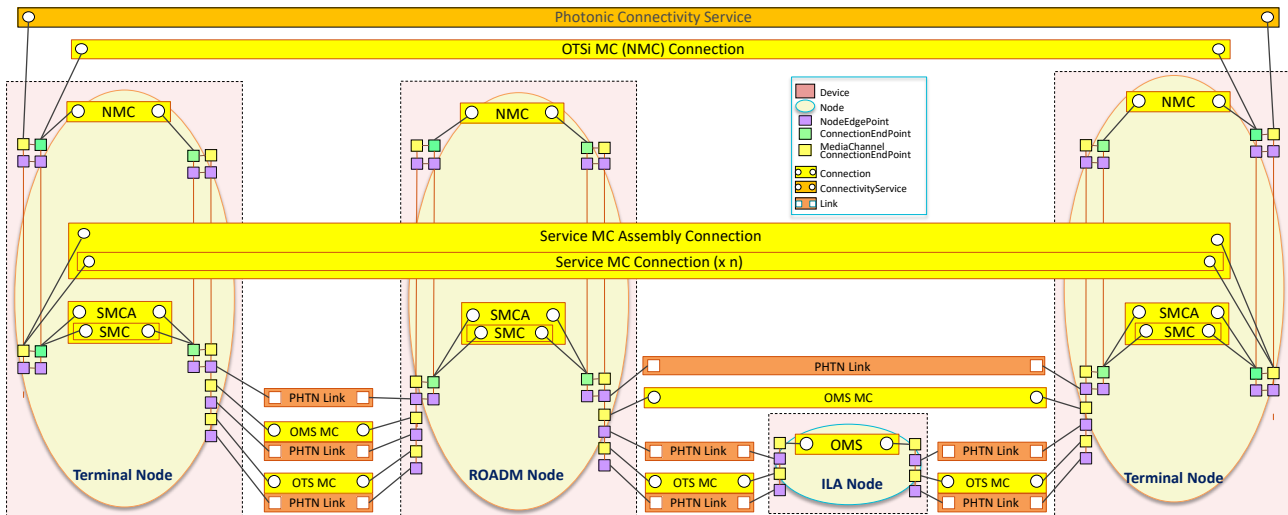 Photonic Connectivity Service
OTSi MC (NMC) Connection
NMC
NMC
NMC
Device
Node
NodeEdgePoint
ConnectionEndPoint
MediaChannel
ConnectionEndPoint
Connection
ConnectivityService
Link
Service MC Assembly Connection
Service MC Connection (x n)
SMCA
SMC
SMCA
SMC
SMCA
SMC
PHTN Link
PHTN Link
OMS MC
OMS MC
PHTN Link
OMS
PHTN Link
PHTN Link
Terminal Node
ROADM Node
ILA Node
Terminal Node
OTS MC
OTS MC
OTS MC
PHTN Link
PHTN Link
PHTN Link